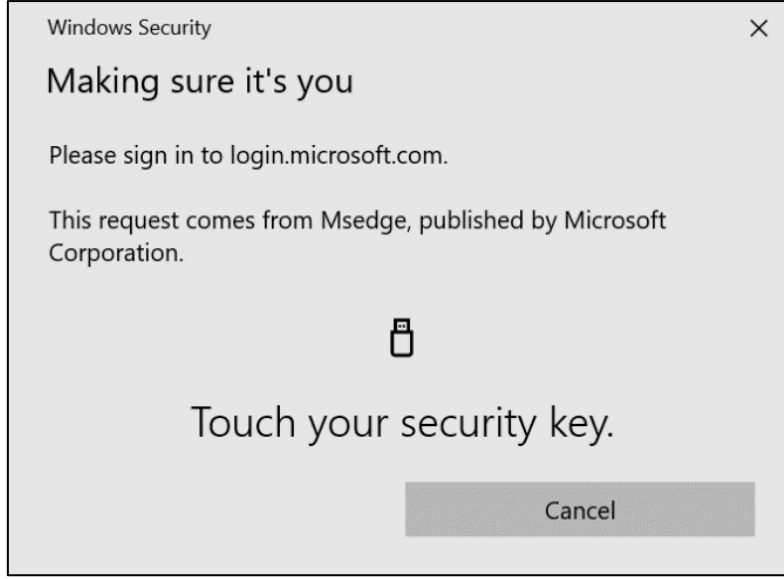 Windows Security
Making sure it's you
Please sign in to login.microsoft.com.
This request comes from Msedge, published by Microsoft
Corporation.
Touch your security key.
Cancel